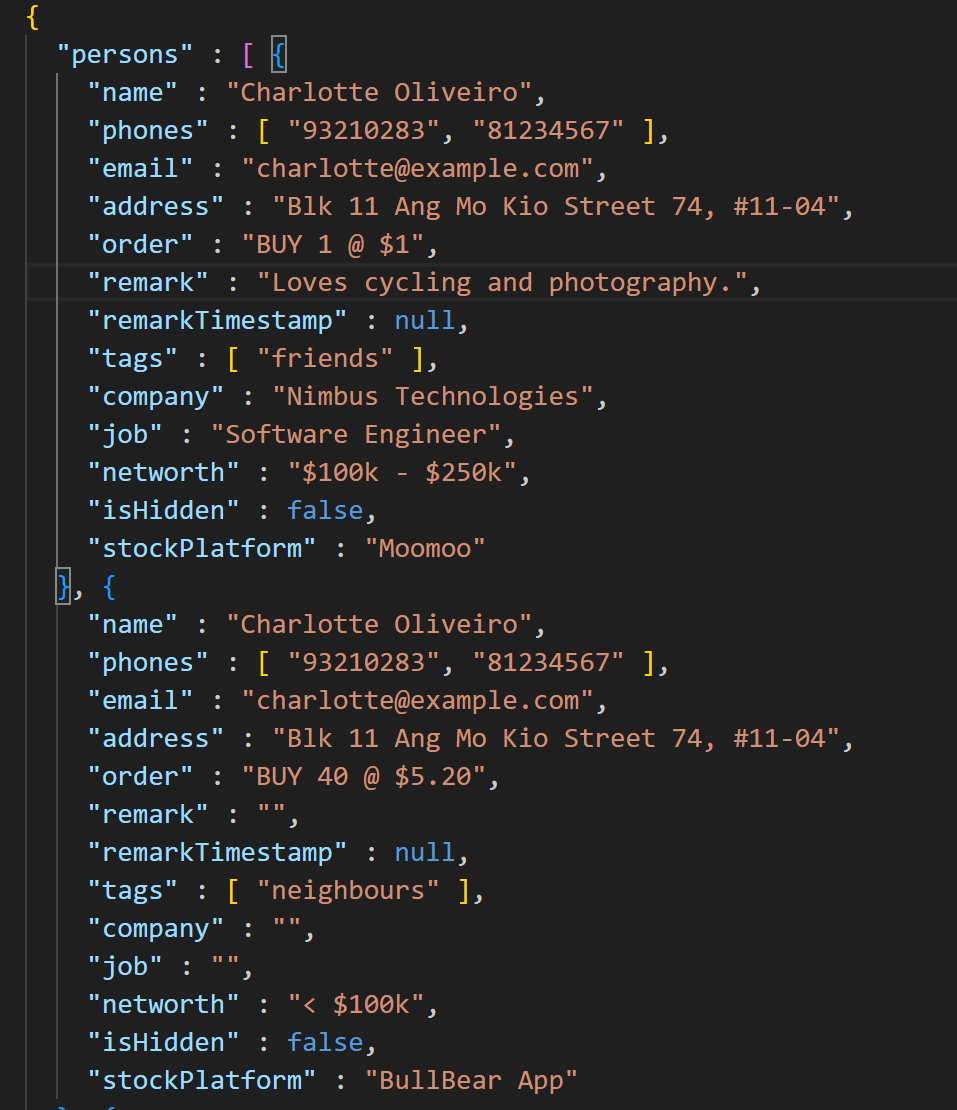 {
"persons" : [ {
"name" : "Charlotte Oliveiro",
"phones" : [ "93210283", "81234567" ],
"email" : "charlotte@example.com",
"address" : "Blk 11 Ang Mo Kio Street 74, #11-04",
"order" : "BUY 1 @ $1",
"remark" : "Loves cycling and photography.",
"remarkTimestamp" : null,
"tags" : [ "friends" ],
"company" : "Nimbus Technologies",
"job" : "Software Engineer",
"networth" : "$100k - $250k",
"isHidden" : false,
"stockPlatform" : "Moomoo"
}, {
"name" : "Charlotte Oliveiro",
"phones" : [ "93210283", "81234567" ],
"email" : "charlotte@example.com",
"address" : "Blk 11 Ang Mo Kio Street 74, #11-04",
"order" : "BUY 40 @ $5.20",
"remark" : "",
"remarkTimestamp" : null,
"tags" : [ "neighbours" ],
"company" : "",
"job" : "",
"networth" : "< $100k",
"isHidden" : false,
"stockPlatform" : "BullBear App"